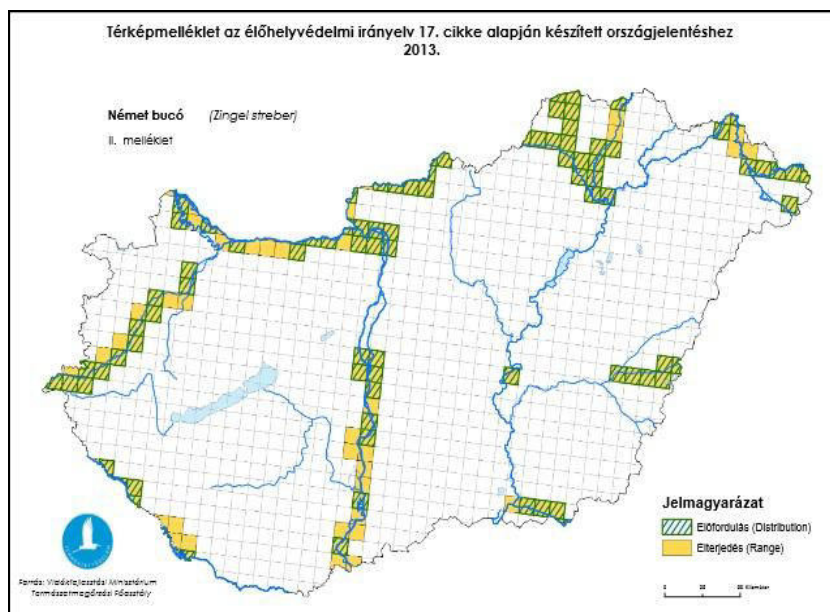 Térképmelléklet az élőhelyvédelmi irányelv 17. cikke alapján készített országjelentéshez
2013.
Német bucó (Zingel streber)
II. melléklet
Jelmagyarázat
Előfordulás (Distribution)
Elterjedés (Range)
Forrás: Vidékfejlesztési Minisztérium
Természetmegőrzési Főosztály
Kilométer